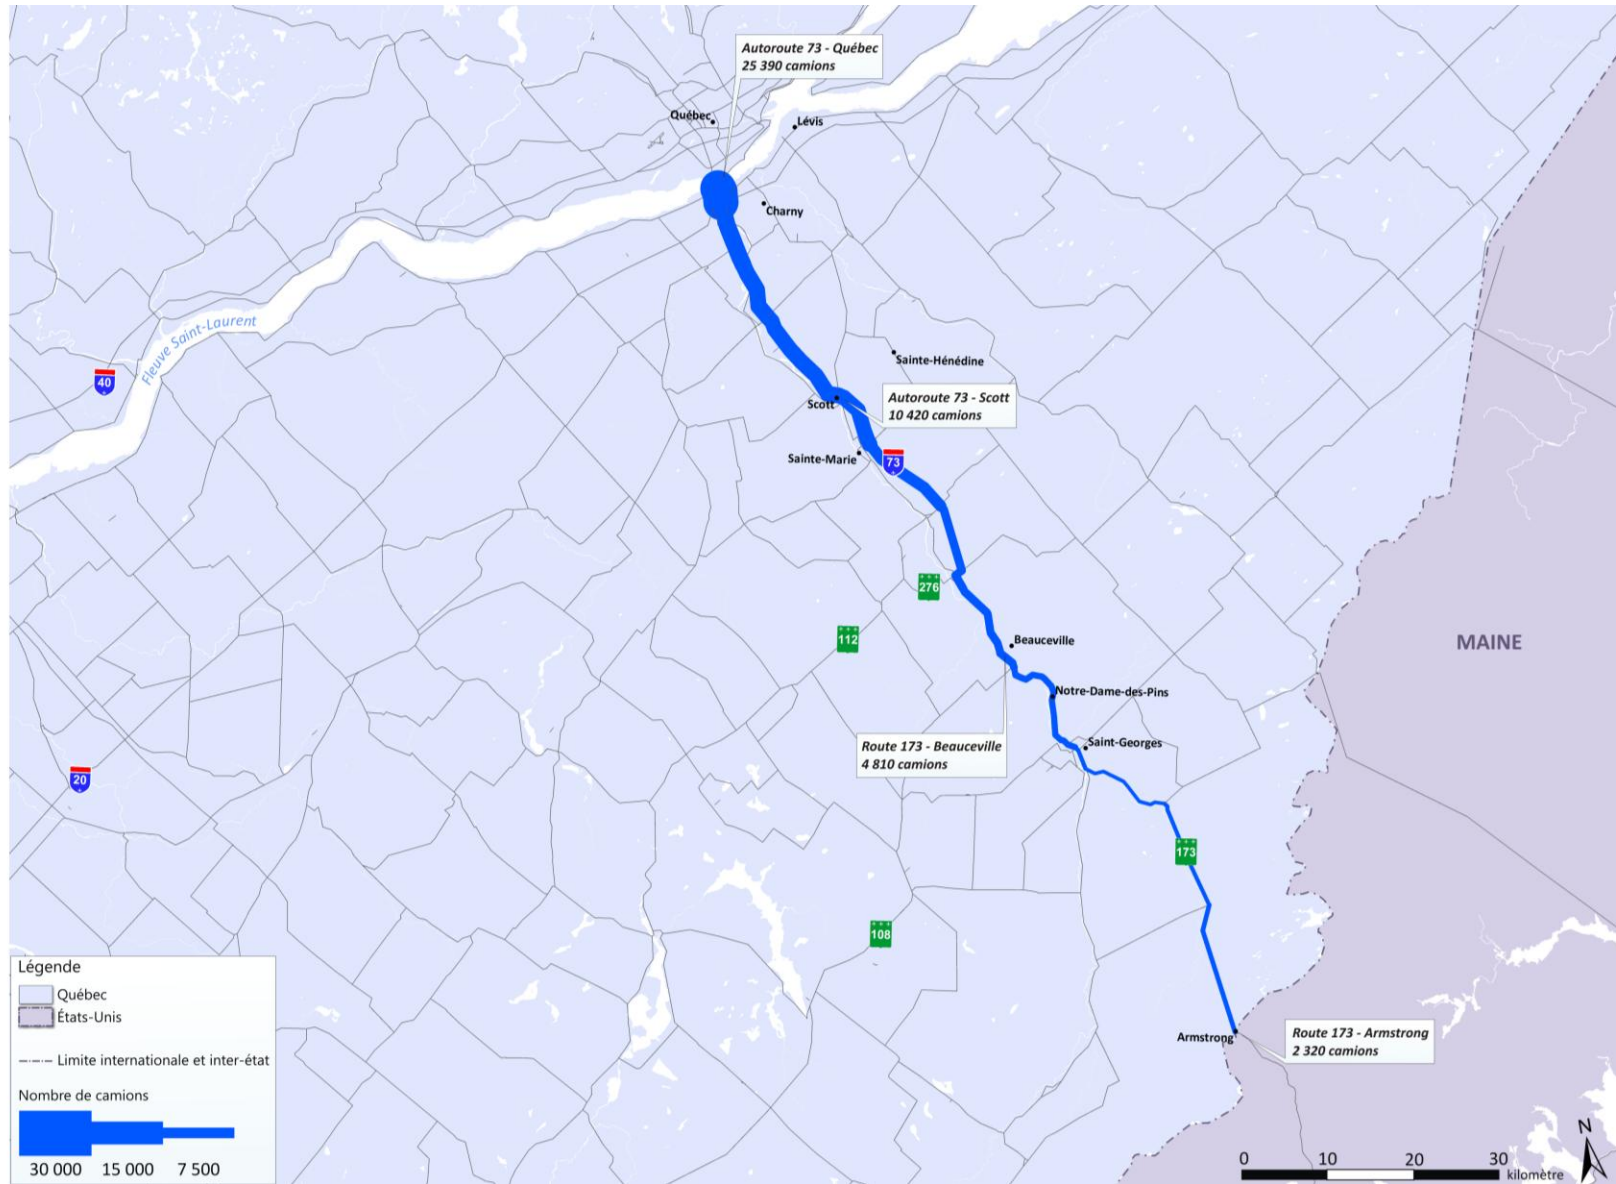 Autoroute 73 - Québec
25 390 camions
Québec
Lévis
Charny
Fleuve Saint-Laurent
40
Sainte-Hénédine
Autoroute 73 - Scott
10 420 camions
Scott
Sainte-Marie
73
276
112
Beauceville
MAINE
Notre-Dame-des-Pins
Route 173 - Beauceville
4 810 camions
Saint-Georges
20
173
108
Légende
Québec
États-Unis
Limite internationale et inter-état
Nombre de camions
30 000 15 000 7 500
Armstrong
Route 173 - Armstrong
2 320 camions
N
0 10 20 30
kilomètre